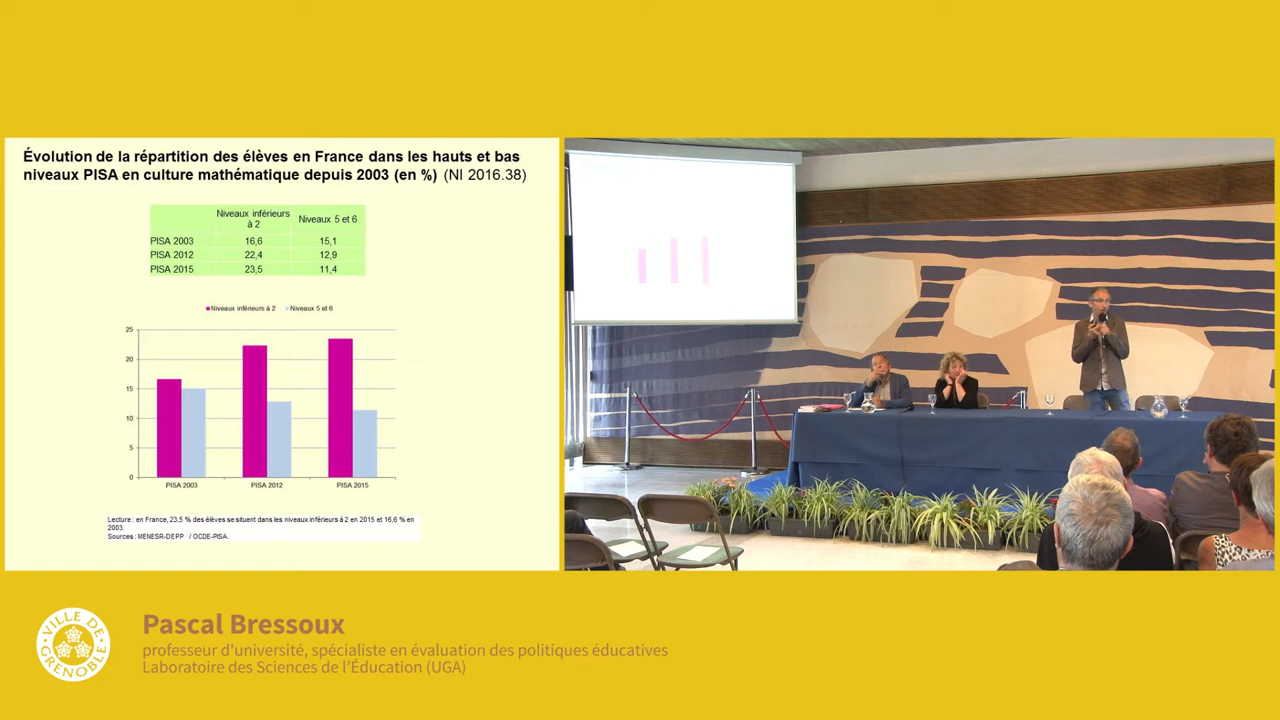 Évolution de la répartition des élèves en France dans les hauts et bas
niveaux PISA en culture mathématique depuis 2003 (en %) (NI 2016.38)
Niveaux inférieurs
à 2
Niveaux 5 et 6
PISA 2003 16,6 15,1
PISA 2012 22,4 12,9
PISA 2015 23,5 11,4
Niveaux inférieurs à 2 Niveaux 5 et 6
25
20
15
10
5
0
PISA 2003 PISA 2012 PISA 2015
Lecture : en France, 23,5 % des élèves se situent dans les niveaux inférieurs à 2 en 2015 et 16,6 % en
2003.
Sources : MENESR-DEPP / OCDE-PISA.
VILLE DE
GRENOBLE
Pascal Bressoux
professeur d'université, spécialiste en évaluation des politiques éducatives
Laboratoire des Sciences de l'Éducation (UGA)